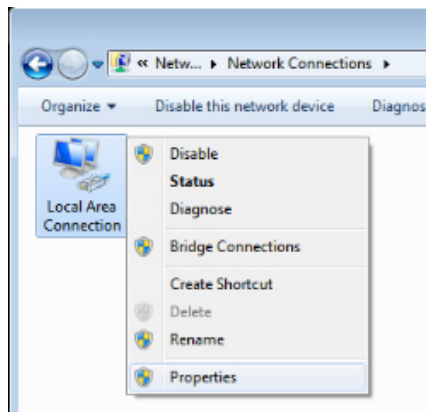 « Netw... ▸ Network Connections ▸
Organize ▾ Disable this network device Diagnos
Local Area
Connection
Disable
Status
Diagnose
Bridge Connections
Create Shortcut
Delete
Rename
Properties